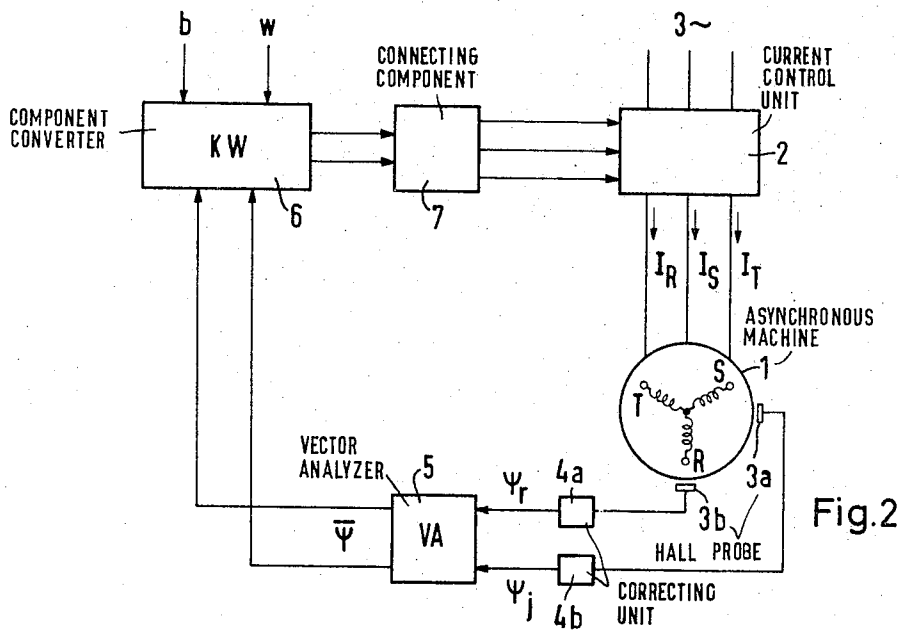 b
w
3~
CONNECTING
COMPONENT
CURRENT
CONTROL
UNIT
COMPONENT
CONVERTER
KW
6
7
2
I_R
I_S
I_T
ASYNCHRONOUS
MACHINE
1
S
T
R
3a
3b
HALL PROBE
Fig.2
VECTOR
ANALYZER
5
Ψ_r
4a
Ψ̅
VA
Ψ_j
4b
CORRECTING
UNIT